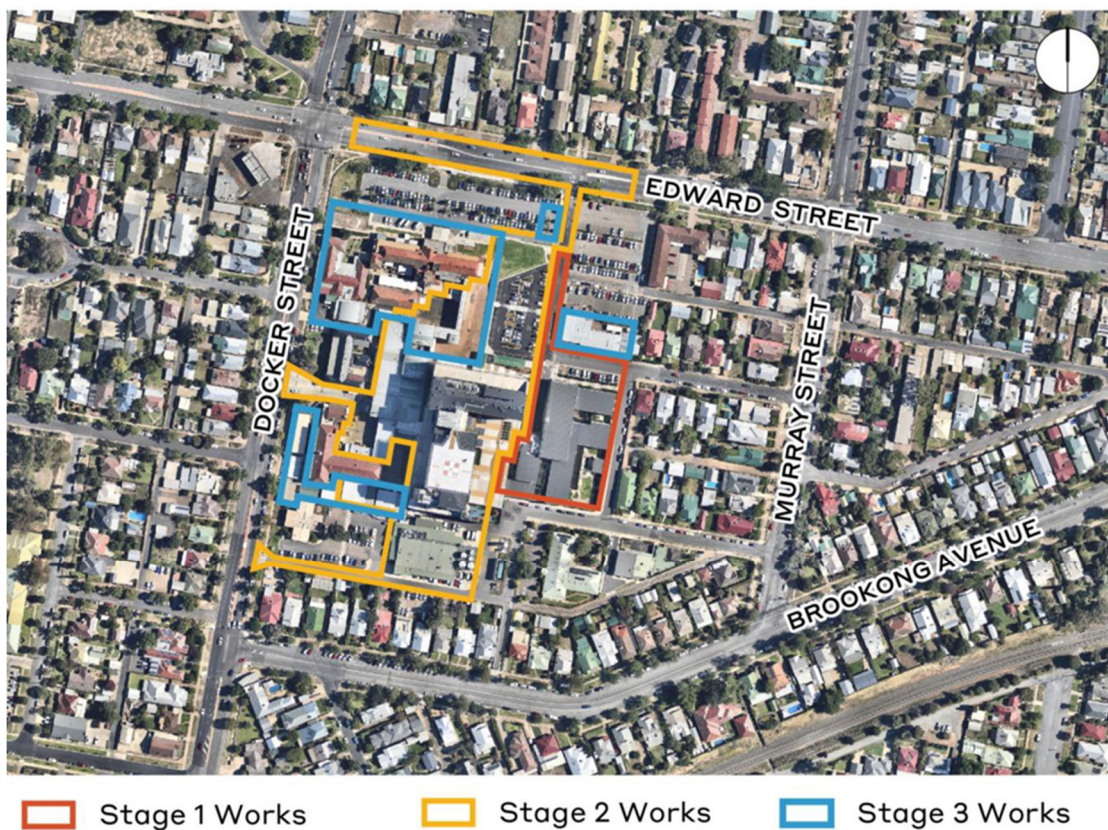 EDWARD STREET
DOCKER STREET
MURRAY STREET
BROOKONG AVENUE
Stage 1 Works
Stage 2 Works
Stage 3 Works